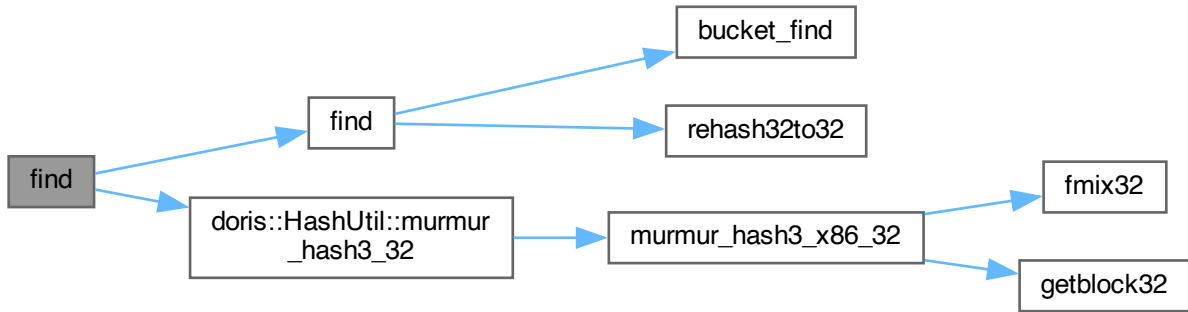 find
find
bucket_find
rehash32to32
doris::HashUtil::murmur
_hash3_32
murmur_hash3_x86_32
fmix32
getblock32